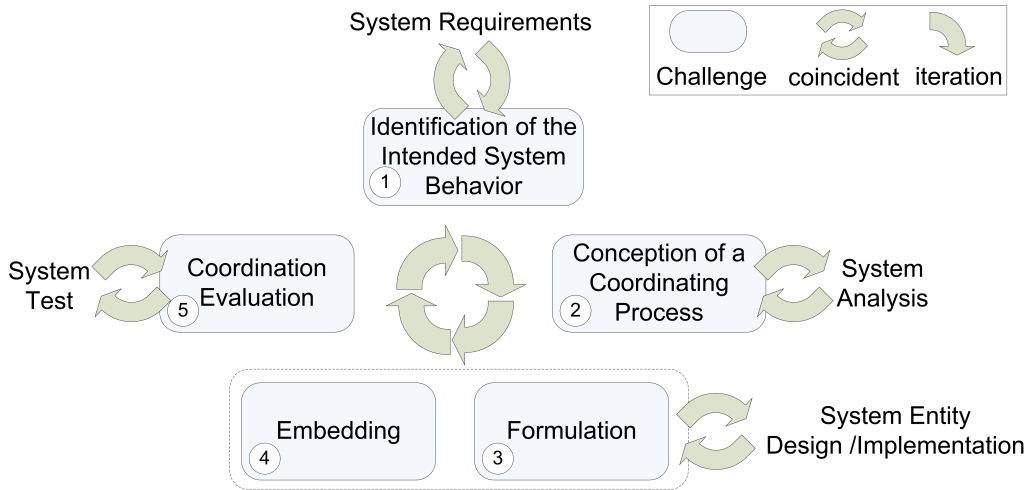 System Requirements
Challenge
coincident
iteration
Identification of the
Intended System
Behavior
1
System
Test
Coordination
Evaluation
5
Conception of a
Coordinating
Process
2
System
Analysis
Embedding
4
Formulation
3
System Entity
Design /Implementation